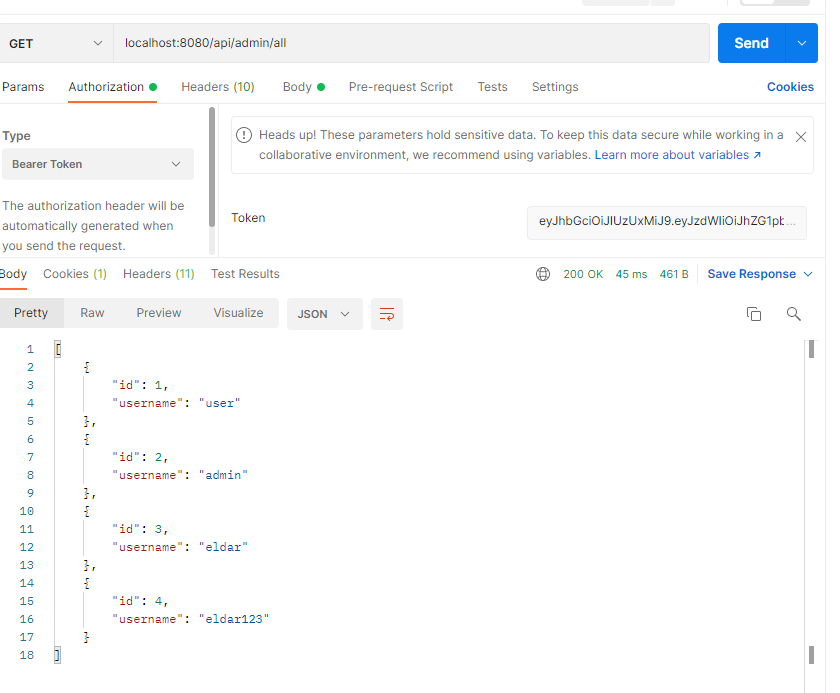 GET localhost:8080/api/admin/all Send
Params Authorization Headers (10) Body Pre-request Script Tests Settings Cookies
Type
Bearer Token
The authorization header will be
automatically generated when
you send the request.
Heads up! These parameters hold sensitive data. To keep this data secure while working in a
collaborative environment, we recommend using variables. Learn more about variables ↗
Token
Body Cookies (1) Headers (11) Test Results 200 OK 45 ms 461 B Save Response
Pretty Raw Preview Visualize JSON
1 [
2 {
3 "id": 1,
4 "username": "user"
5 },
6 {
7 "id": 2,
8 "username": "admin"
9 },
10 {
11 "id": 3,
12 "username": "eldar"
13 },
14 {
15 "id": 4,
16 "username": "eldar123"
17 }
18 ]